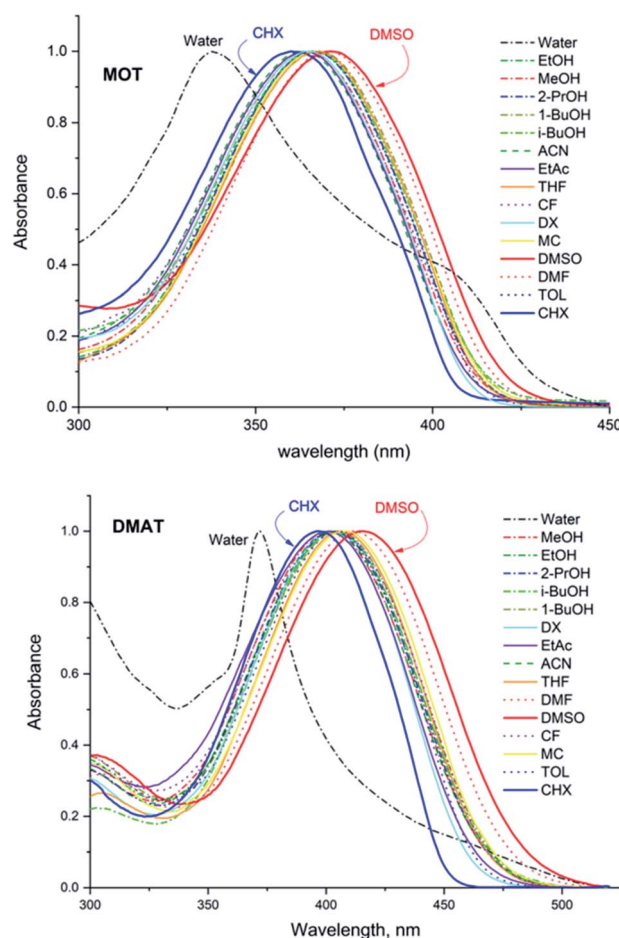 MOT
Water
CHX
DMSO
Water
EtOH
MeOH
2-PrOH
1-BuOH
i-BuOH
ACN
EtAc
THF
CF
DX
MC
DMSO
DMF
TOL
CHX
Absorbance
1.0
0.8
0.6
0.4
0.2
0.0
300 350 400 450
wavelength (nm)
DMAT
Water
CHX
DMSO
Water
MeOH
EtOH
2-PrOH
i-BuOH
1-BuOH
DX
EtAc
ACN
THF
DMF
DMSO
CF
MC
TOL
CHX
Absorbance
1.0
0.8
0.6
0.4
0.2
0.0
300 350 400 450 500
Wavelength, nm